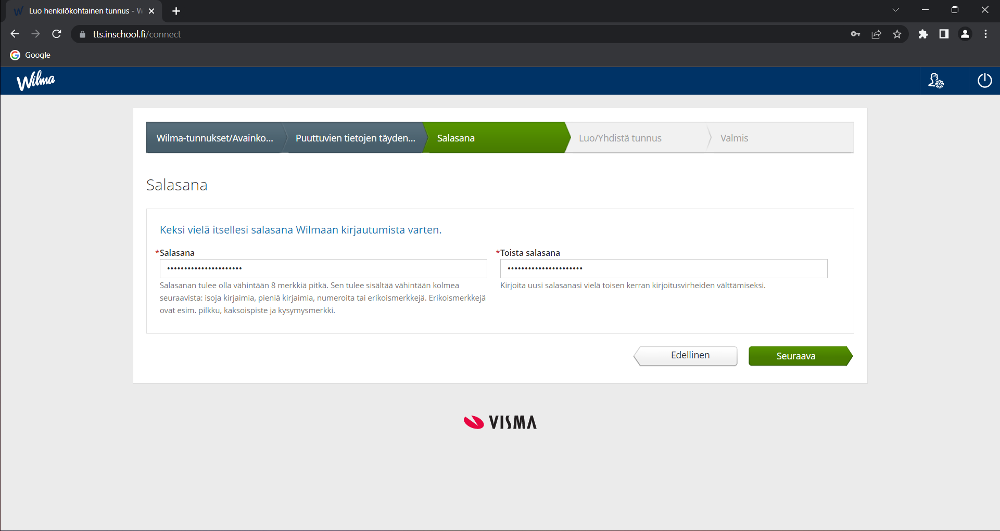 Luo henkilökohtainen tunnus - W
tts.inschool.fi/connect
Google
Wilma
Wilma-tunnukset/Avainko...
Puuttuvien tietojen täyden...
Salasana
Luo/Yhdistä tunnus
Valmis
Salasana
Keksi vielä itsellesi salasana Wilmaan kirjautumista varten.
*Salasana
••••••••••••••••••••••
Salasanan tulee olla vähintään 8 merkkiä pitkä. Sen tulee sisältää vähintään kolmea
seuraavista: isoja kirjaimia, pieniä kirjaimia, numeroita tai erikoismerkkejä. Erikoismerkkejä
ovat esim. pilkku, kaksoispiste ja kysymysmerkki.
*Toista salasana
••••••••••••••••••••••
Kirjoita uusi salasanasi vielä toisen kerran kirjoitusvirheiden välttämiseksi.
Edellinen
Seuraava
VISMA